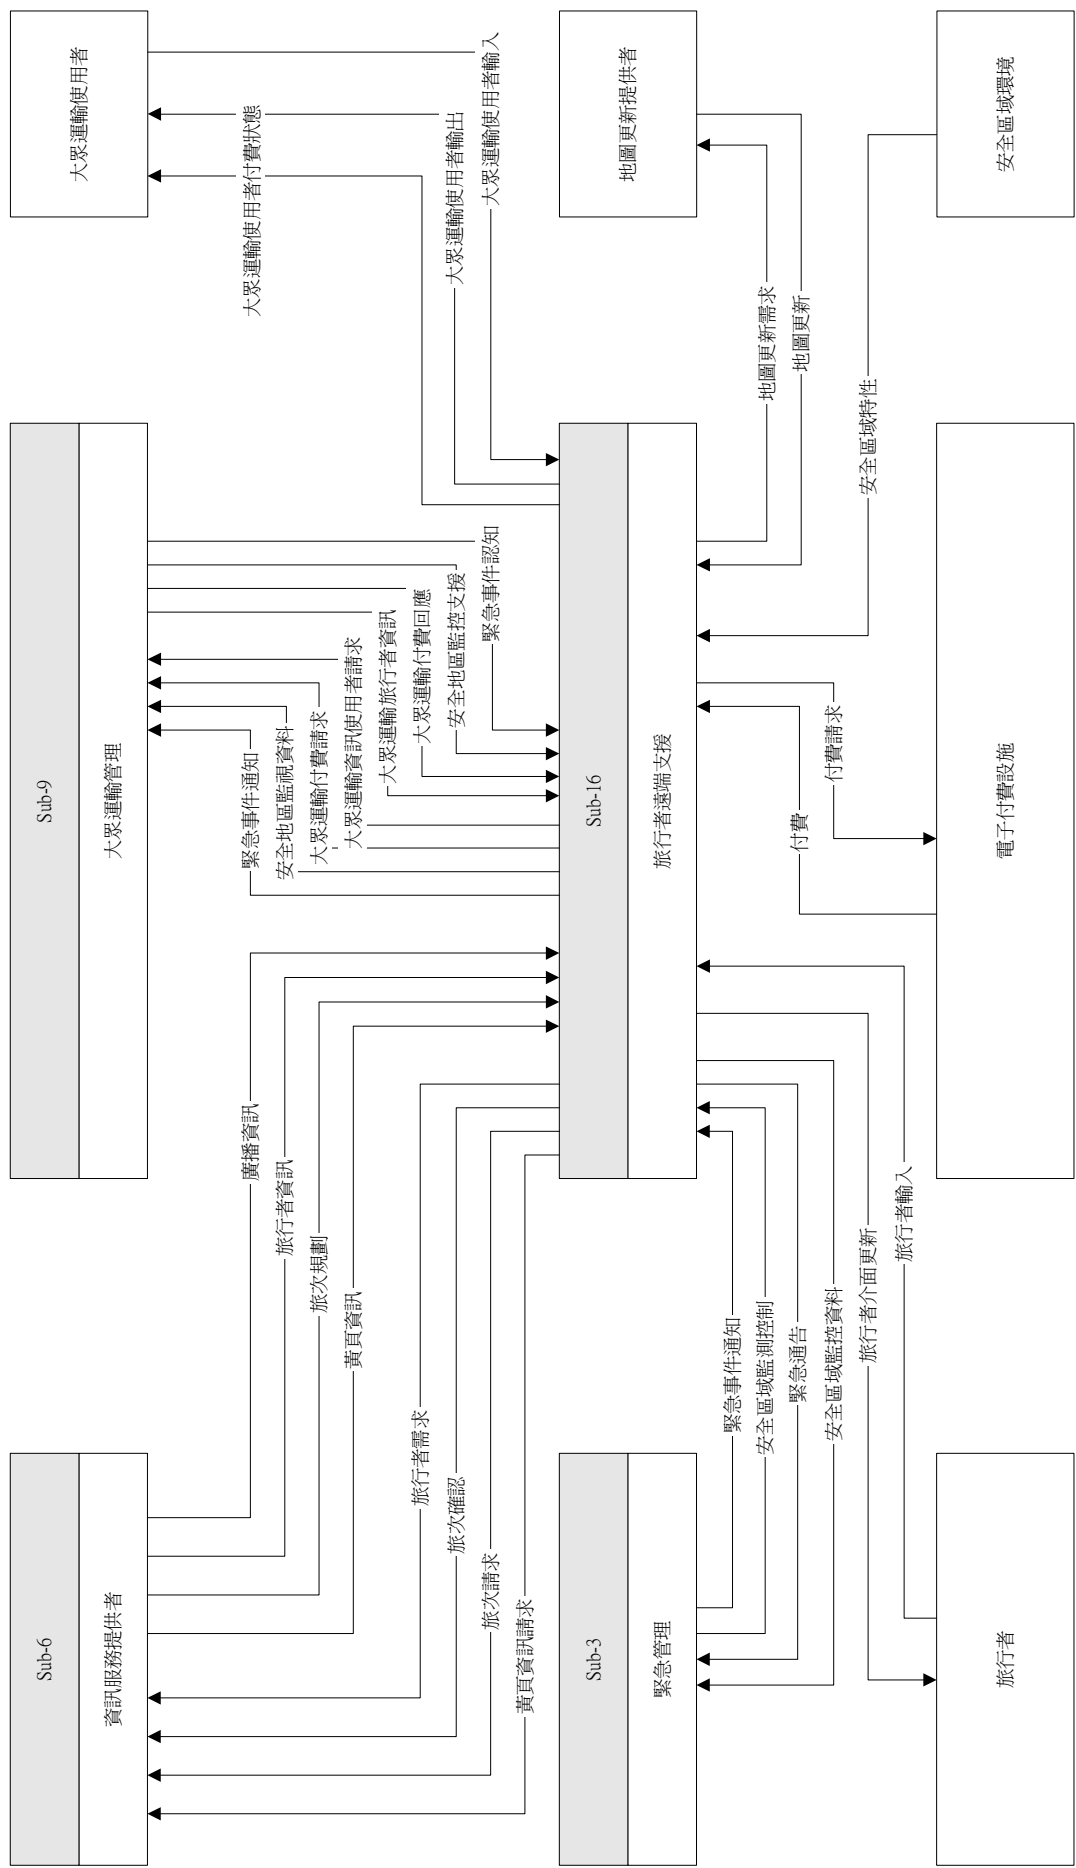 Sub-6
資訊服務提供者
Sub-9
大眾運輸管理
大眾運輸使用者
廣播資訊
旅行者資訊
旅次規劃
黃頁資訊
旅行者需求
旅次確認
旅次請求
黃頁資訊請求
緊急事件通知
安全地區監視資料
大眾運輸付費請求
大眾運輸資訊使用者請求
大眾運輸旅行者資訊
大眾運輸付費回應
安全地區監控支援
緊急事件認知
大眾運輸使用者付費狀態
大眾運輸使用者輸出
大眾運輸使用者輸入
Sub-3
緊急管理
Sub-16
旅行者遠端支援
地圖更新提供者
緊急事件通知
安全區域監測控制
緊急通告
安全區域監控資料
旅行者介面更新
旅行者輸入
付費
付費請求
地圖更新需求
地圖更新
安全區域特性
旅行者
電子付費設施
安全區域環境